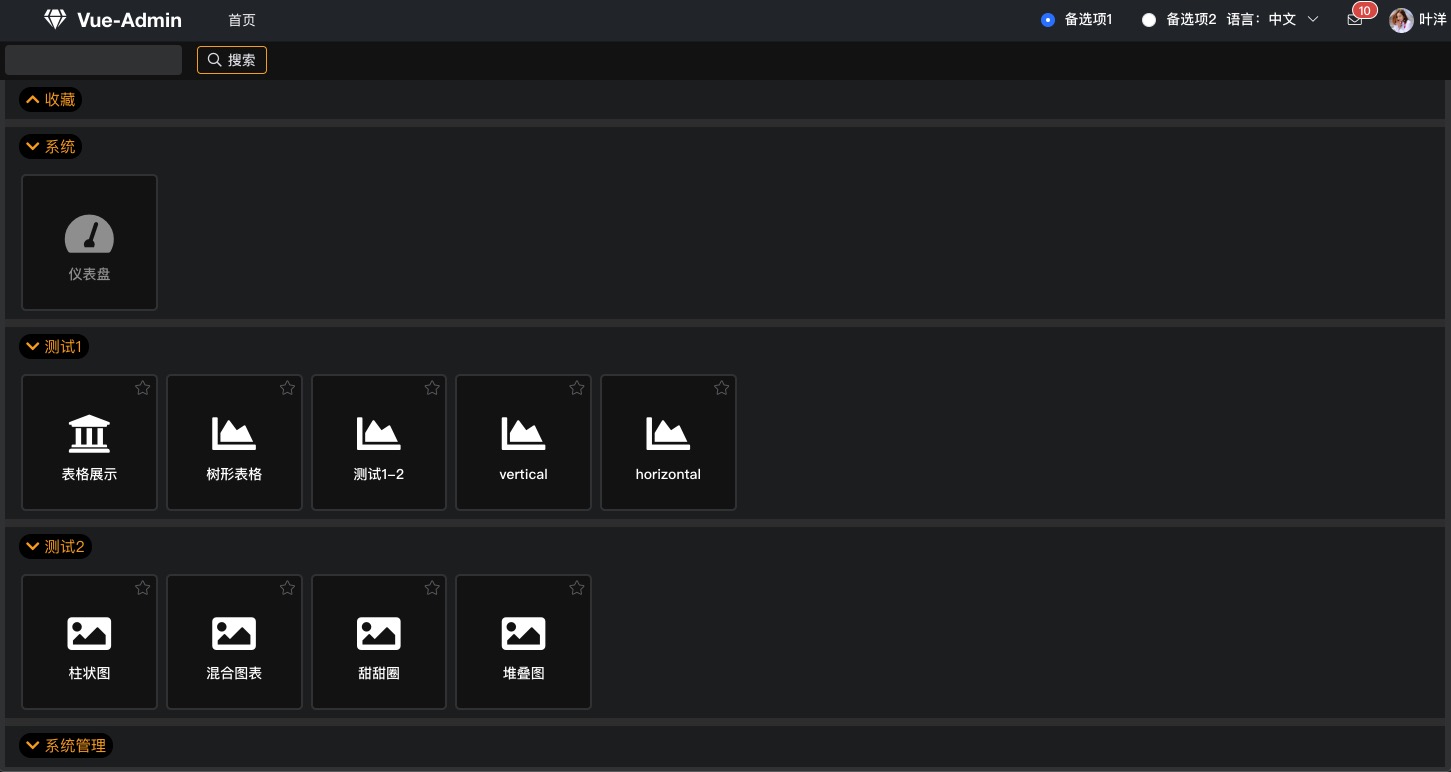 Vue-Admin 首页 备选项1 备选项2 语言：中文 10 叶洋
搜索
收藏
系统
仪表盘
测试1
表格展示 树形表格 测试1-2 vertical horizontal
测试2
柱状图 混合图表 甜甜圈 堆叠图
系统管理